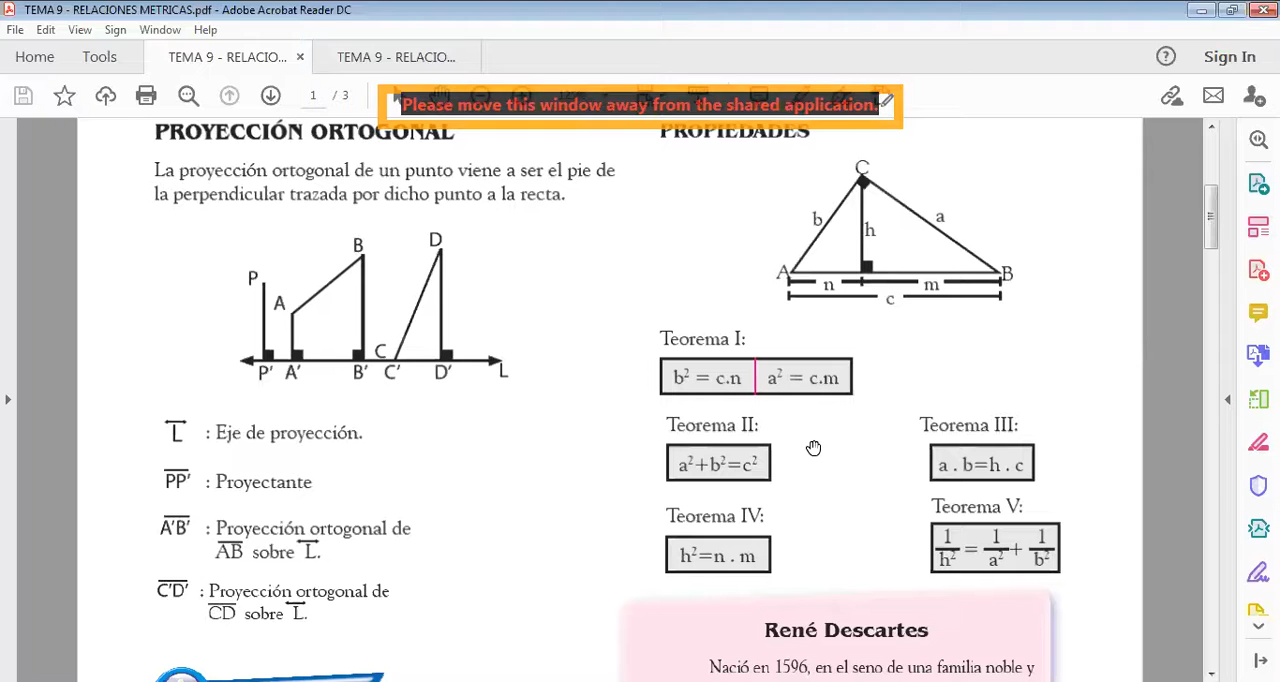 TEMA 9 - RELACIONES METRICAS.pdf - Adobe Acrobat Reader DC
File Edit View Sign Window Help
Home Tools TEMA 9 - RELACIO... × TEMA 9 - RELACIO... ? Sign In
1 / 3
Please move this window away from the shared application.
PROYECCIÓN ORTOGONAL
La proyección ortogonal de un punto viene a ser el pie de
la perpendicular trazada por dicho punto a la recta.
B D
P
A
C
P' A' B' C' D' L
L : Eje de proyección.
PP' : Proyectante
A'B' : Proyección ortogonal de
AB sobre L.
C'D' : Proyección ortogonal de
CD sobre L.
PROPIEDADES
C
b a
h
A B
n m
c
Teorema I:
b² = c.n a² = c.m
Teorema II: Teorema III:
a²+b²=c² a . b=h . c
Teorema IV: Teorema V:
h²=n . m 1/h² = 1/a² + 1/b²
René Descartes
Nació en 1596, en el seno de una familia noble y